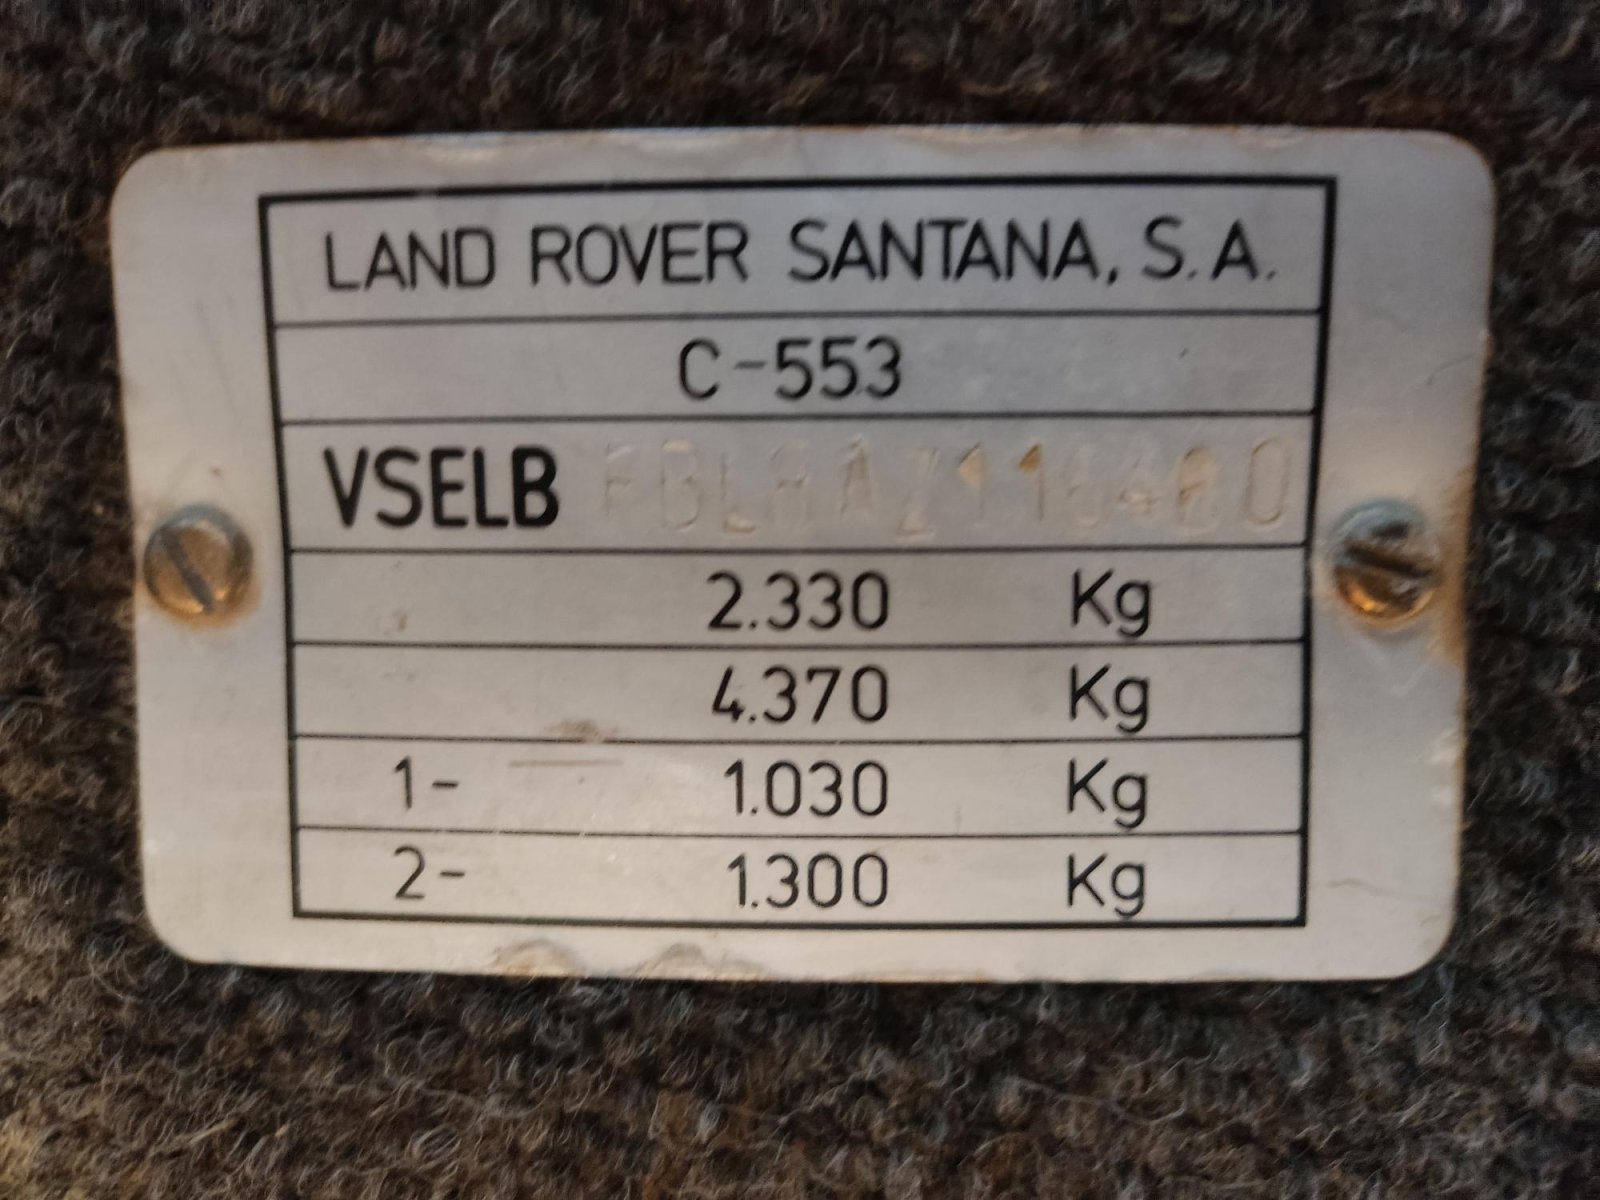 LAND ROVER SANTANA, S.A.
C-553
VSELB
2.330 Kg
4.370 Kg
1- 1.030 Kg
2- 1.300 Kg